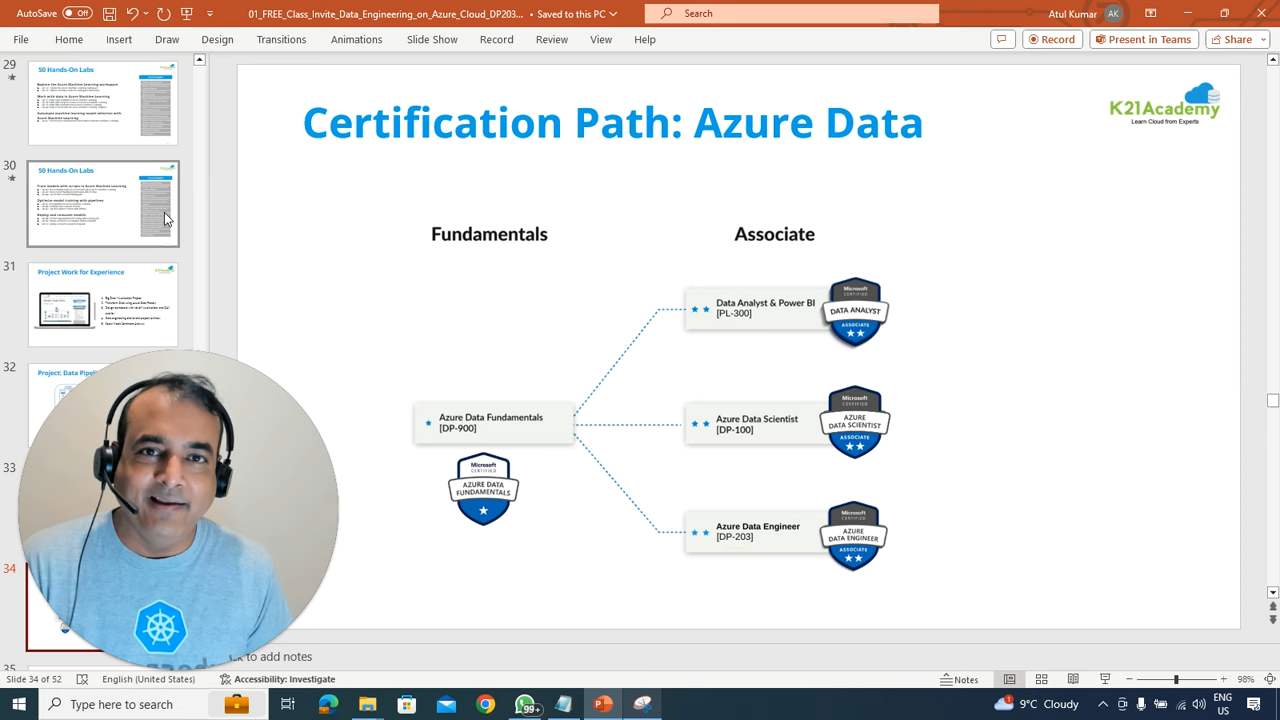 01_FREE_Class_Invite_Data_Engineering_on_Azure_Cloud_DP203... • Saved to this PC
Search
Atul Kumar
AK
File
Home
Insert
Draw
Design
Transitions
Animations
Slide Show
Record
Review
View
Help
Record
Present in Teams
Share
29
50 Hands-On Labs
30
50 Hands-On Labs
31
Project Work for Experience
32
Project: Data Pipel
33
34
35
Certification Path: Azure Data
K21Academy
Learn Cloud from Experts
Fundamentals
Associate
Data Analyst & Power BI
[PL-300]
Microsoft
CERTIFIED
DATA ANALYST
ASSOCIATE
Azure Data Fundamentals
[DP-900]
Microsoft
CERTIFIED
AZURE DATA
FUNDAMENTALS
Azure Data Scientist
[DP-100]
Microsoft
CERTIFIED
AZURE
DATA SCIENTIST
ASSOCIATE
Azure Data Engineer
[DP-203]
Microsoft
CERTIFIED
AZURE
DATA ENGINEER
ASSOCIATE
to add notes
Slide 34 of 52
English (United States)
Accessibility: Investigate
Notes
98%
Type here to search
99+
1
9°C Cloudy
ENG
US